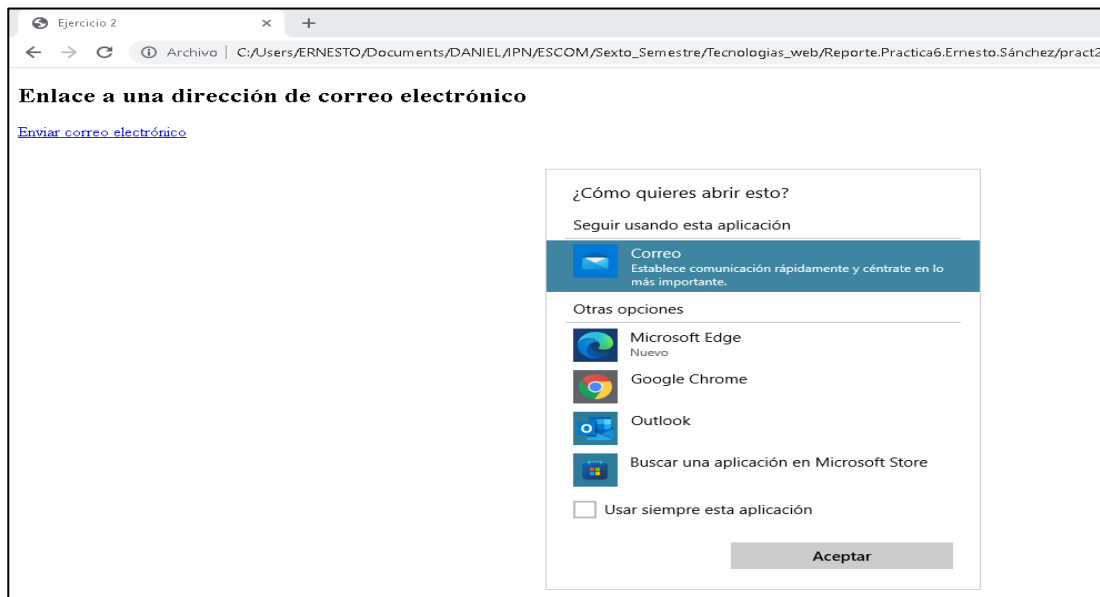 Ejercicio 2
Archivo | C:/Users/ERNESTO/Documents/DANIEL/IPN/ESCOM/Sexto_Semestre/Tecnologias_web/Reporte.Practica6.Ernesto.Sánchez/pract2
Enlace a una dirección de correo electrónico
Enviar correo electrónico
¿Cómo quieres abrir esto?
Seguir usando esta aplicación
Correo
Establece comunicación rápidamente y céntrate en lo
más importante.
Otras opciones
Microsoft Edge
Nuevo
Google Chrome
Outlook
Buscar una aplicación en Microsoft Store
Usar siempre esta aplicación
Aceptar